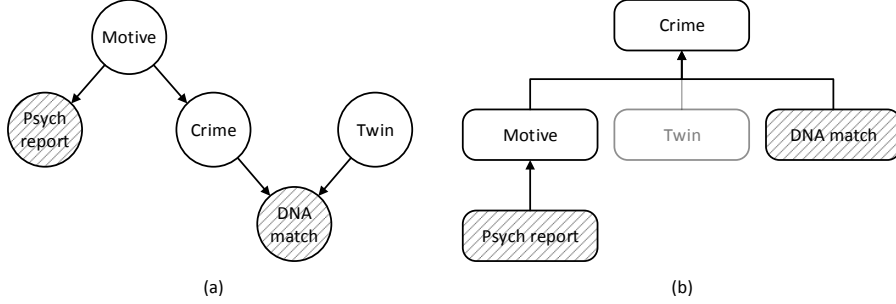 Motive
Psych
report
Crime
Twin
DNA
match
(a)
Crime
Motive
Twin
DNA match
Psych report
(b)